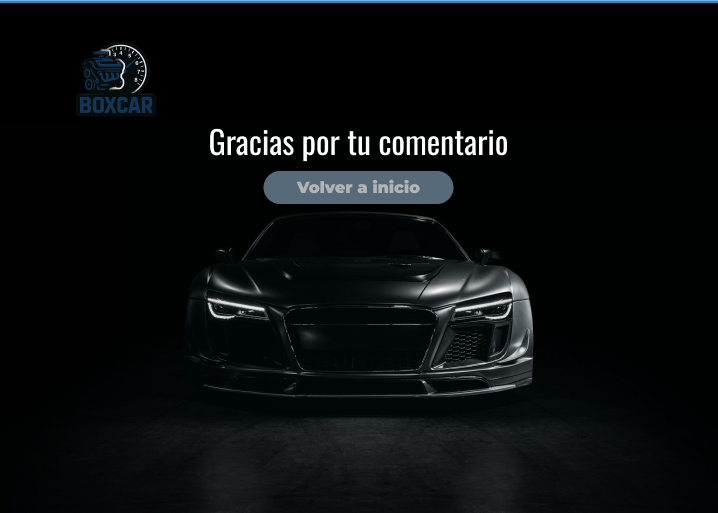 BOXCAR
Gracias por tu comentario
Volver a inicio